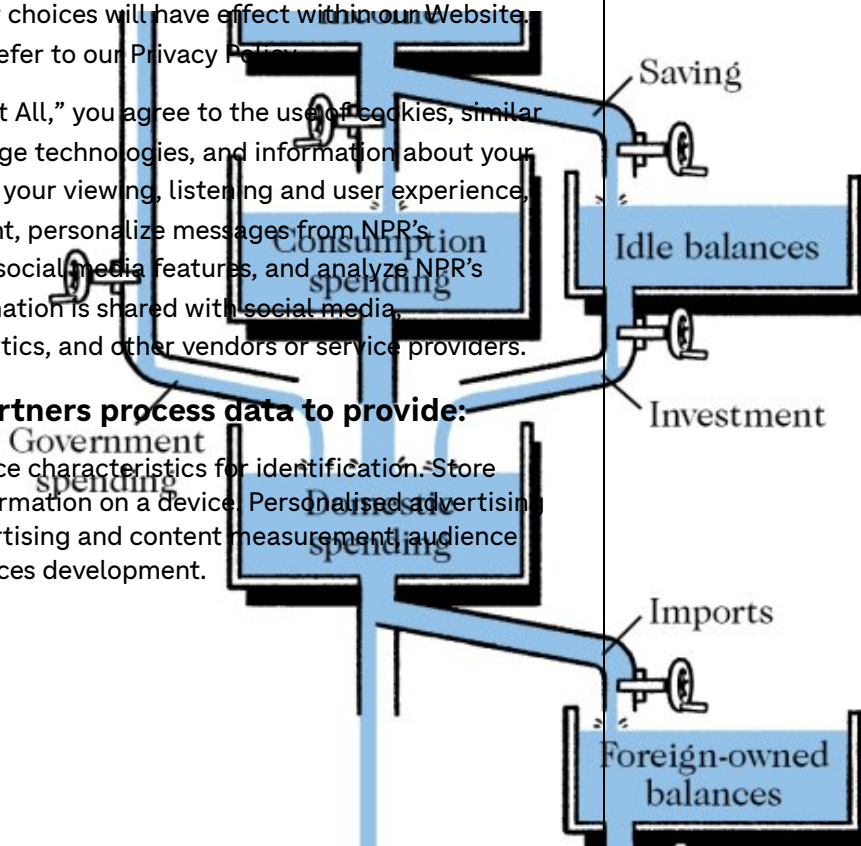 r choices will have effect within our Website.
income
efer to our Privacy Policy.
Saving
t All,” you agree to the use of cookies, similar
ge technologies, and information about your
your viewing, listening and user experience,
nt, personalize messages from NPR’s
Consumption
spending
Idle balances
social media features, and analyze NPR’s
mation is shared with social media,
tics, and other vendors or service providers.
rtners process data to provide:
Investment
Government
spending
ce characteristics for identification. Store
rmation on a device. Personalised advertising
Domestic
spending
rtising and content measurement, audience
ces development.
Imports
Foreign-owned
balances